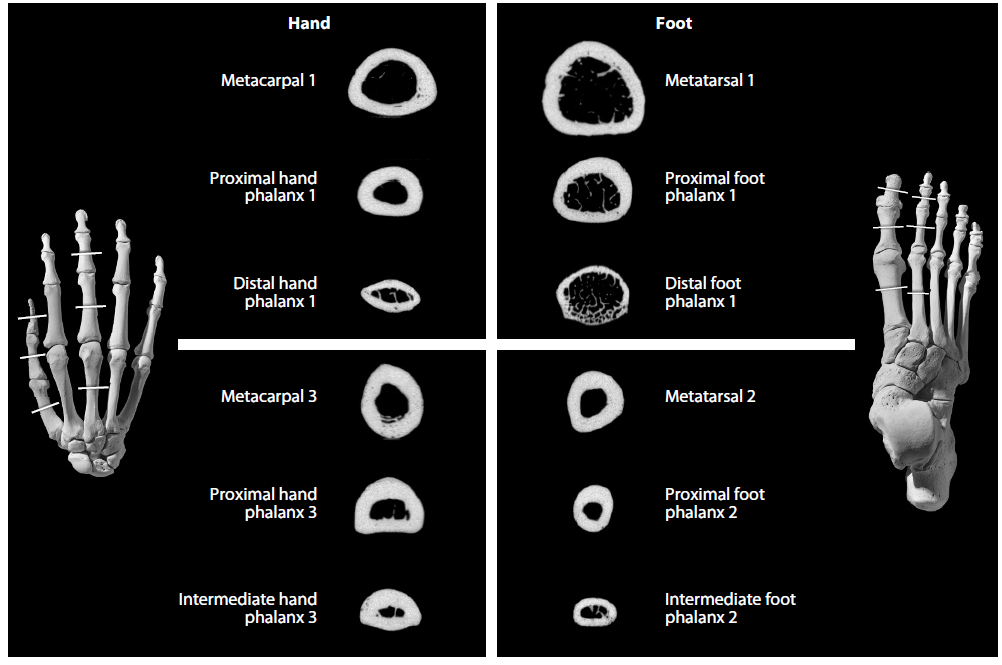 Hand
Metacarpal 1
Proximal hand
phalanx 1
Distal hand
phalanx 1
Metacarpal 3
Proximal hand
phalanx 3
Intermediate hand
phalanx 3
Foot
Metatarsal 1
Proximal foot
phalanx 1
Distal foot
phalanx 1
Metatarsal 2
Proximal foot
phalanx 2
Intermediate foot
phalanx 2